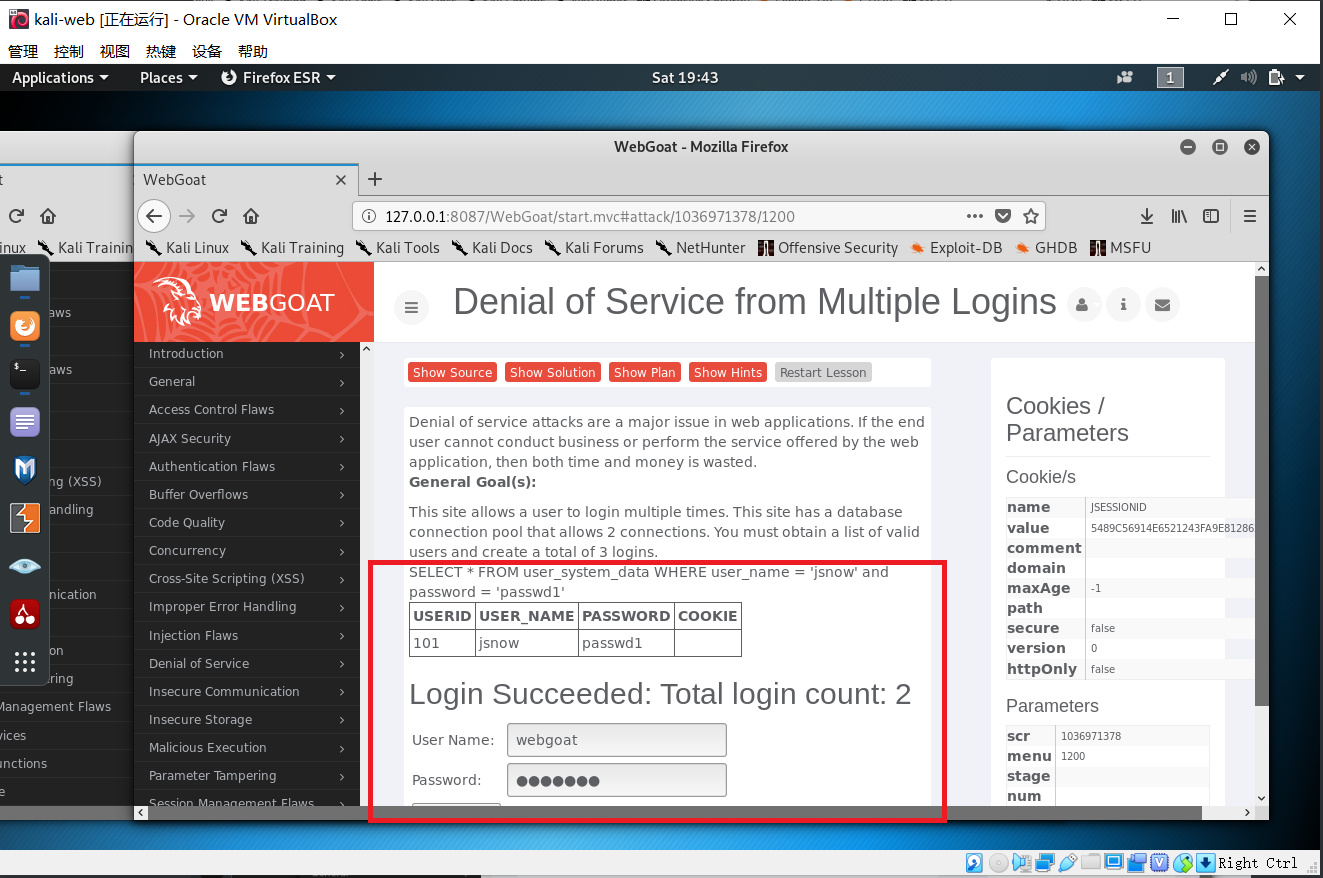 kali-web [正在运行] - Oracle VM VirtualBox
管理 控制 视图 热键 设备 帮助
Applications Places Firefox ESR Sat 19:43 1
WebGoat - Mozilla Firefox
t WebGoat
127.0.0.1:8087/WebGoat/start.mvc#attack/1036971378/1200
inux Kali Trainin Kali Linux Kali Training Kali Tools Kali Docs Kali Forums NetHunter Offensive Security Exploit-DB GHDB MSFU
WEBGOAT
Denial of Service from Multiple Logins
aws
aws
ng (XSS)
andling
nication
on
ring
Management Flaws
vices
unctions
e
Introduction
General
Access Control Flaws
AJAX Security
Authentication Flaws
Buffer Overflows
Code Quality
Concurrency
Cross-Site Scripting (XSS)
Improper Error Handling
Injection Flaws
Denial of Service
Insecure Communication
Insecure Storage
Malicious Execution
Parameter Tampering
Session Management Flaws
Show Source Show Solution Show Plan Show Hints Restart Lesson
Denial of service attacks are a major issue in web applications. If the end
user cannot conduct business or perform the service offered by the web
application, then both time and money is wasted.
General Goal(s):
This site allows a user to login multiple times. This site has a database
connection pool that allows 2 connections. You must obtain a list of valid
users and create a total of 3 logins.
SELECT * FROM user_system_data WHERE user_name = 'jsnow' and
password = 'passwd1'
USERID USER_NAME PASSWORD COOKIE
101 jsnow passwd1
Login Succeeded: Total login count: 2
User Name: webgoat
Password: ●●●●●●●
Cookies /
Parameters
Cookie/s
name JSESSIONID
value 5489C56914E6521243FA9E81286
comment
domain
maxAge -1
path
secure false
version 0
httpOnly false
Parameters
scr 1036971378
menu 1200
stage
num
Right Ctrl